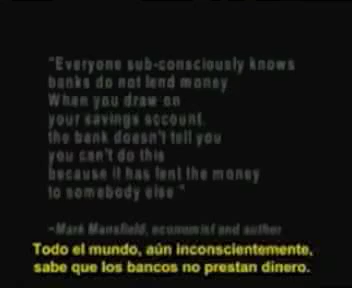 "Everyone sub-consciously knows
banks do not lend money
When you draw on
your savings account,
the bank doesn't tell you
you can't do this
because it has lent the money
to somebody else"
~Mark Mansfield, economist and author
Todo el mundo, aún inconscientemente,
sabe que los bancos no prestan dinero.